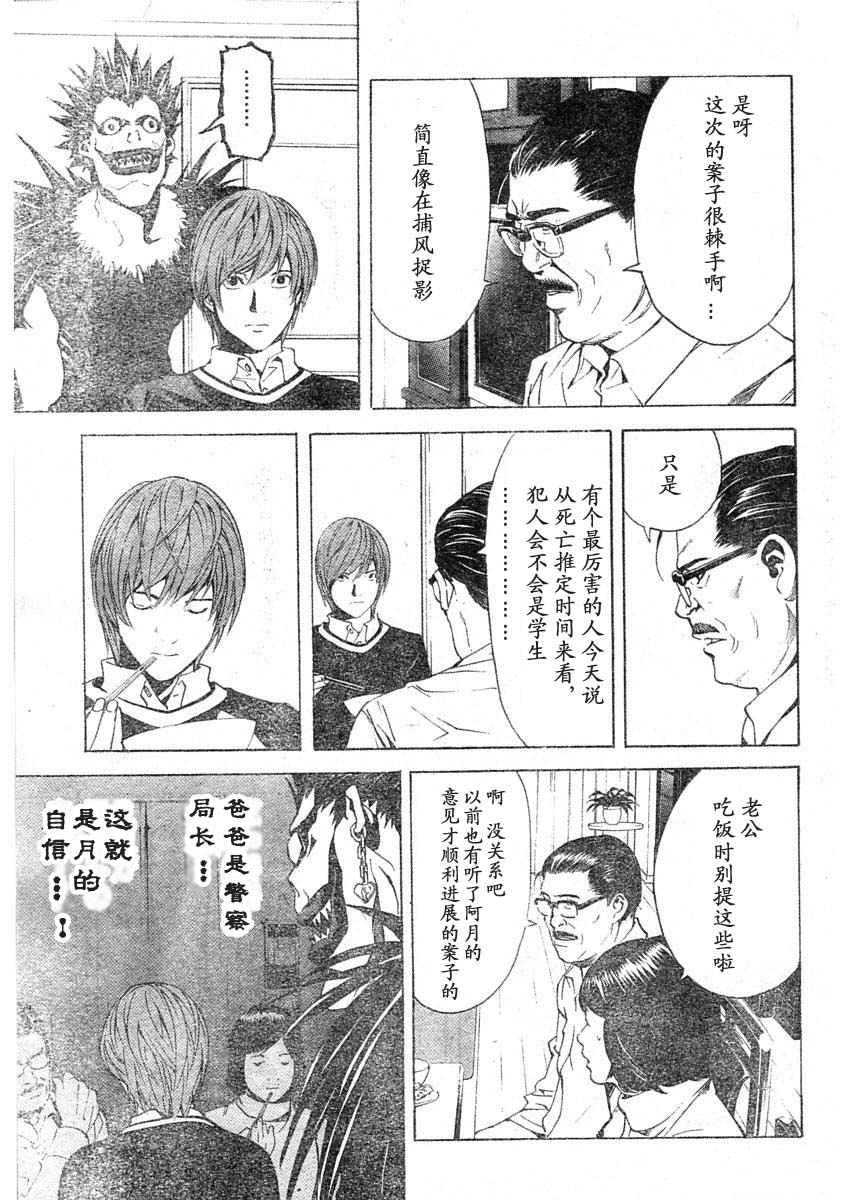 是呀
这次的案子很棘手啊…
简直像在捕风捉影
………
只是
有个最厉害的人今天说
从死亡推定时间来看，
犯人会不会是学生
………………
老公
吃饭时别提这些啦
啊 没关系吧
以前也有听了阿月的
意见才顺利进展的案子的
爸爸是警察
局长…
这就
是月的
自信…！